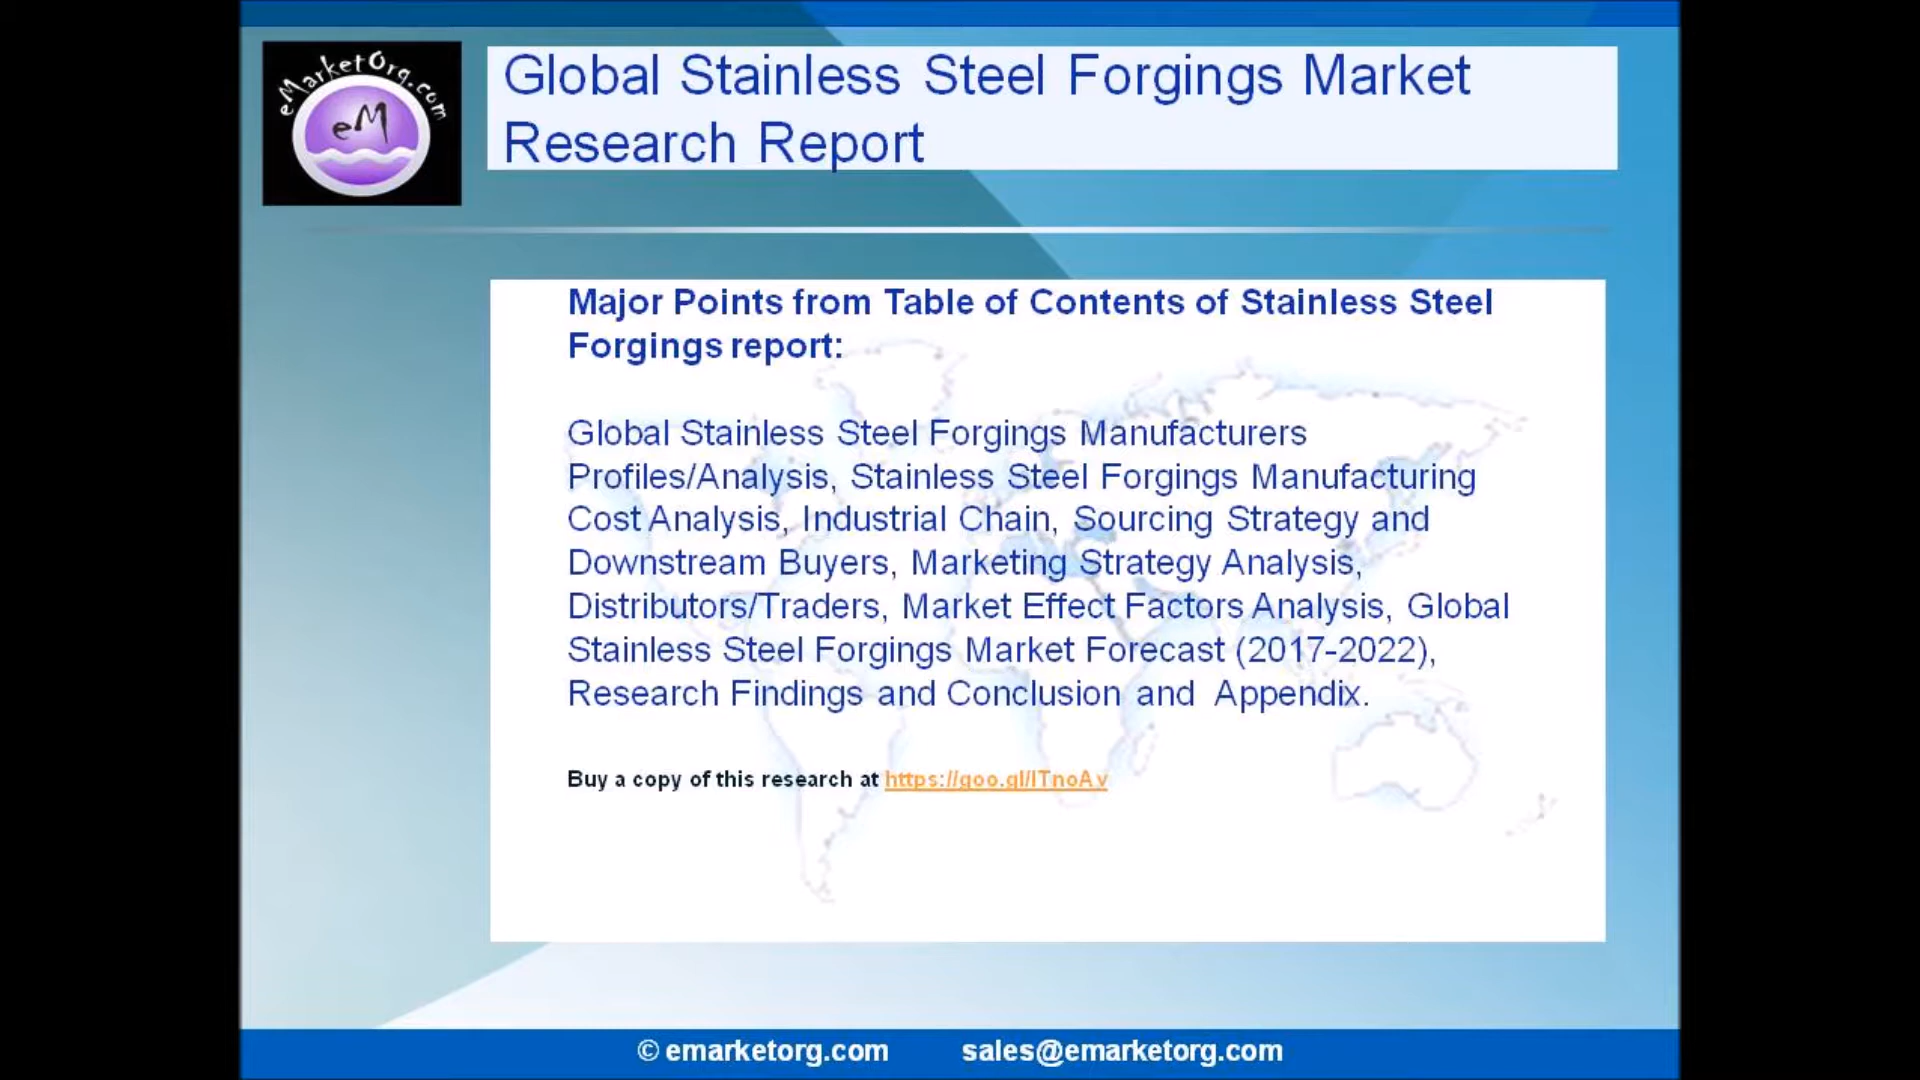 eMarketOrg.com
eM
Global Stainless Steel Forgings Market
Research Report
Major Points from Table of Contents of Stainless Steel
Forgings report:
Global Stainless Steel Forgings Manufacturers
Profiles/Analysis, Stainless Steel Forgings Manufacturing
Cost Analysis, Industrial Chain, Sourcing Strategy and
Downstream Buyers, Marketing Strategy Analysis,
Distributors/Traders, Market Effect Factors Analysis, Global
Stainless Steel Forgings Market Forecast (2017-2022),
Research Findings and Conclusion and  Appendix.
Buy a copy of this research at https://goo.gl/ITnoAv
© emarketorg.com sales@emarketorg.com